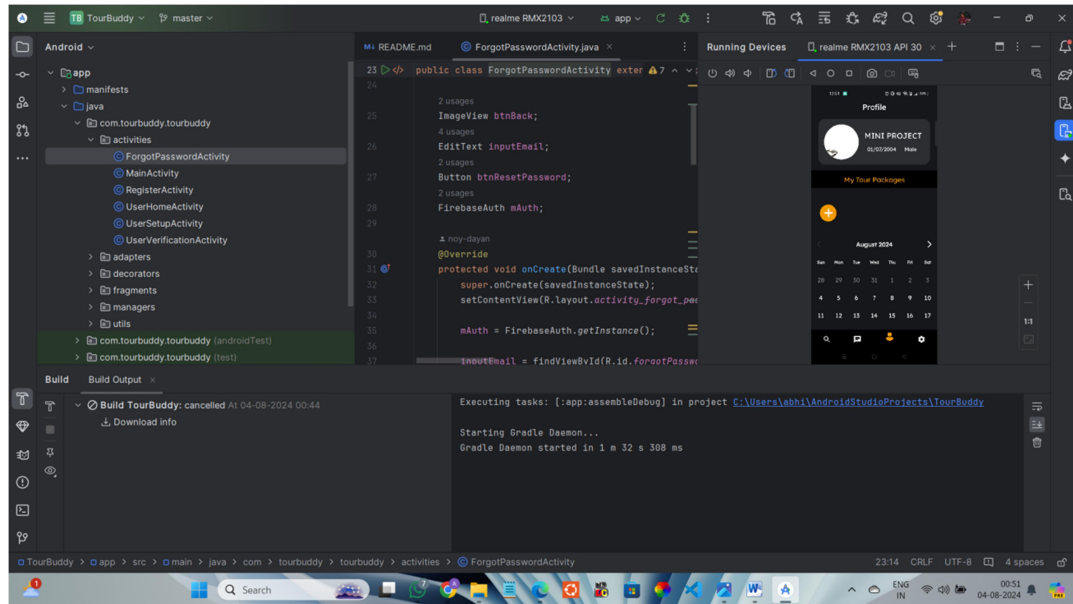 TB TourBuddy master realme RMX2103 app
Android
app
manifests
java
com.tourbuddy.tourbuddy
activities
ForgotPasswordActivity
MainActivity
RegisterActivity
UserHomeActivity
UserSetupActivity
UserVerificationActivity
adapters
decorators
fragments
managers
utils
com.tourbuddy.tourbuddy (androidTest)
com.tourbuddy.tourbuddy (test)
README.md ForgotPasswordActivity.java
23 public class ForgotPasswordActivity exter 7
24
2 usages
25 ImageView btnBack;
4 usages
26 EditText inputEmail;
2 usages
27 Button btnResetPassword;
2 usages
28 FirebaseAuth mAuth;
29
noy-dayan
30 @Override
31 protected void onCreate(Bundle savedInstanceSta
32 super.onCreate(savedInstanceState);
33 setContentView(R.layout.activity_forgot_pas
34
35 mAuth = FirebaseAuth.getInstance();
36
37 inputEmail = findViewById(R.id.forgotPassw
Running Devices realme RMX2103 API 30
Profile
MINI PROJECT
01/07/2004 Male
My Tour Packages
August 2024
Sun Mon Tue Wed Thu Fri Sat
28 29 30 31 1 2 3
4 5 6 7 8 9 10
11 12 13 14 15 16 17
1:1
Build Build Output
Build TourBuddy: cancelled At 04-08-2024 00:44
Download info
Executing tasks: [:app:assembleDebug] in project C:\Users\abhi\AndroidStudioProjects\TourBuddy
Starting Gradle Daemon...
Gradle Daemon started in 1 m 32 s 308 ms
TourBuddy > app > src > main > java > com > tourbuddy > tourbuddy > activities > ForgotPasswordActivity 23:14 CRLF UTF-8 4 spaces
1 Search 7 ENG IN 00:51 04-08-2024